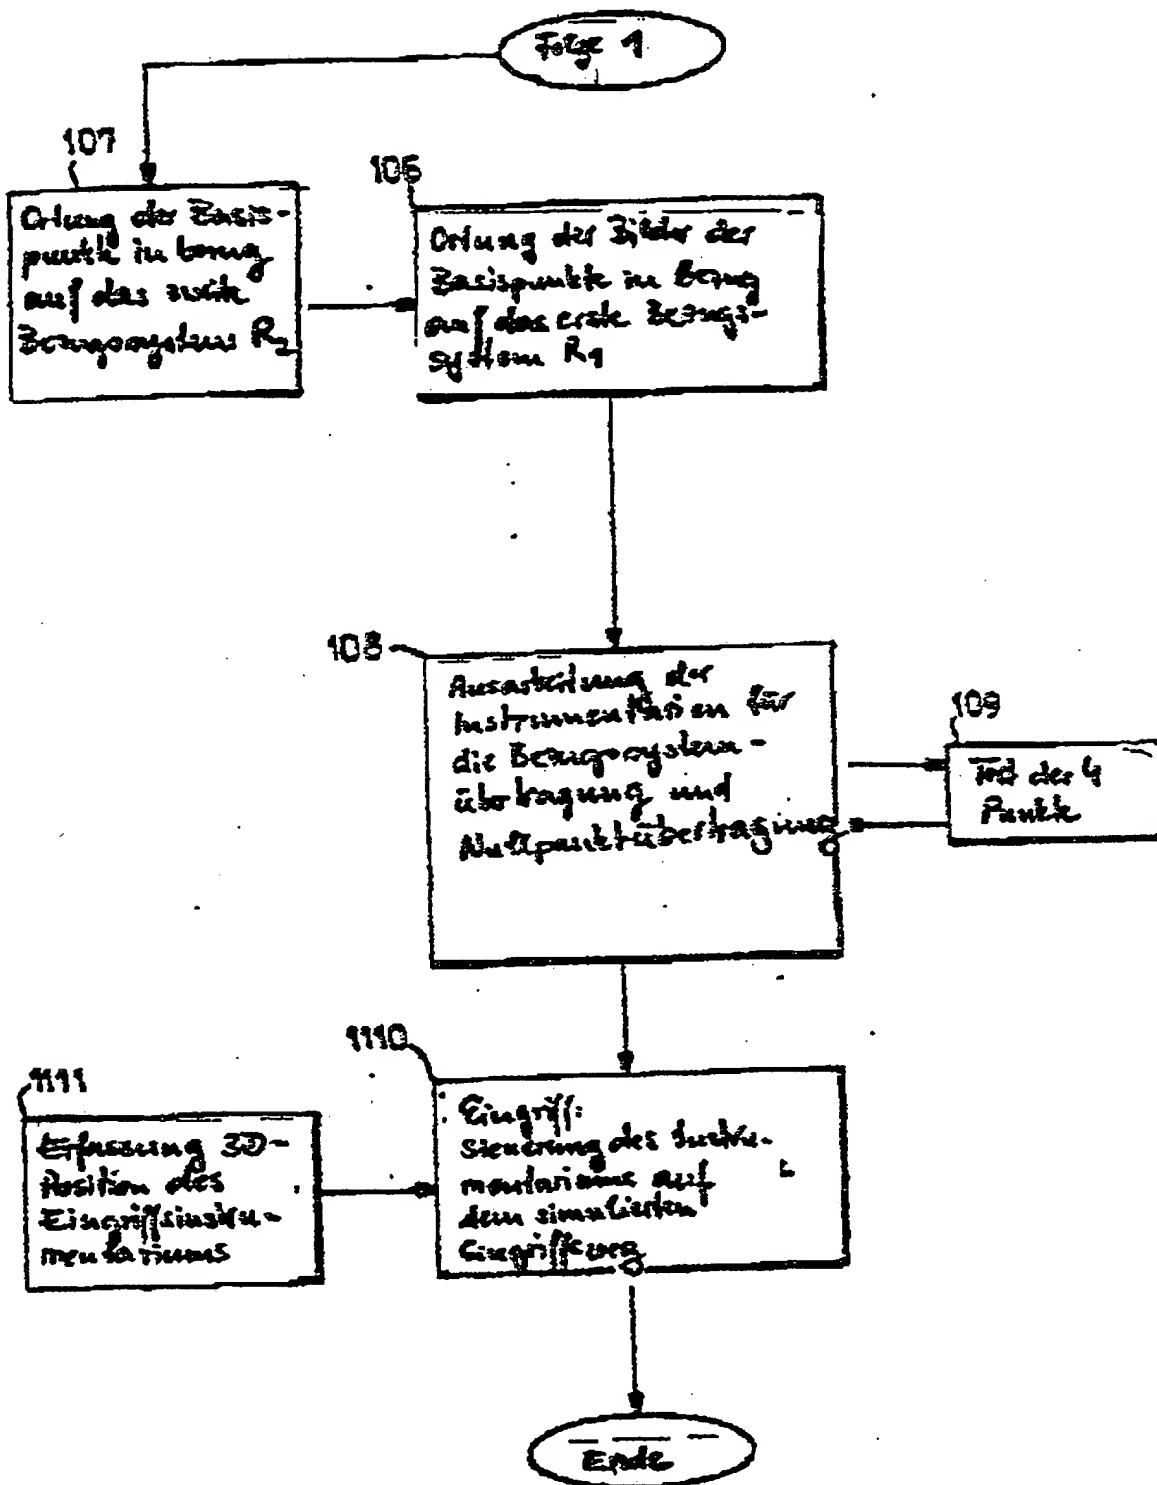 Folge 1
107
Ortung der Basis-
punkte in bezug
auf das zweite
Bezugssystem R2
106
Ortung der Bilder der
Basispunkte in Bezug
auf das erste Bezugs-
system R1
108
Ausarbeitung der
Instrumentarien für
die Bezugssystem-
übertragung und
Nullpunktübertragung
109
Test der 4
Punkte
1110
Eingriff:
Steuerung des Instru-
mentariums auf
dem simulierten
Eingriffsweg
1111
Erfassung 3D-
Position des
Eingriffsinstru-
mentariums
Ende